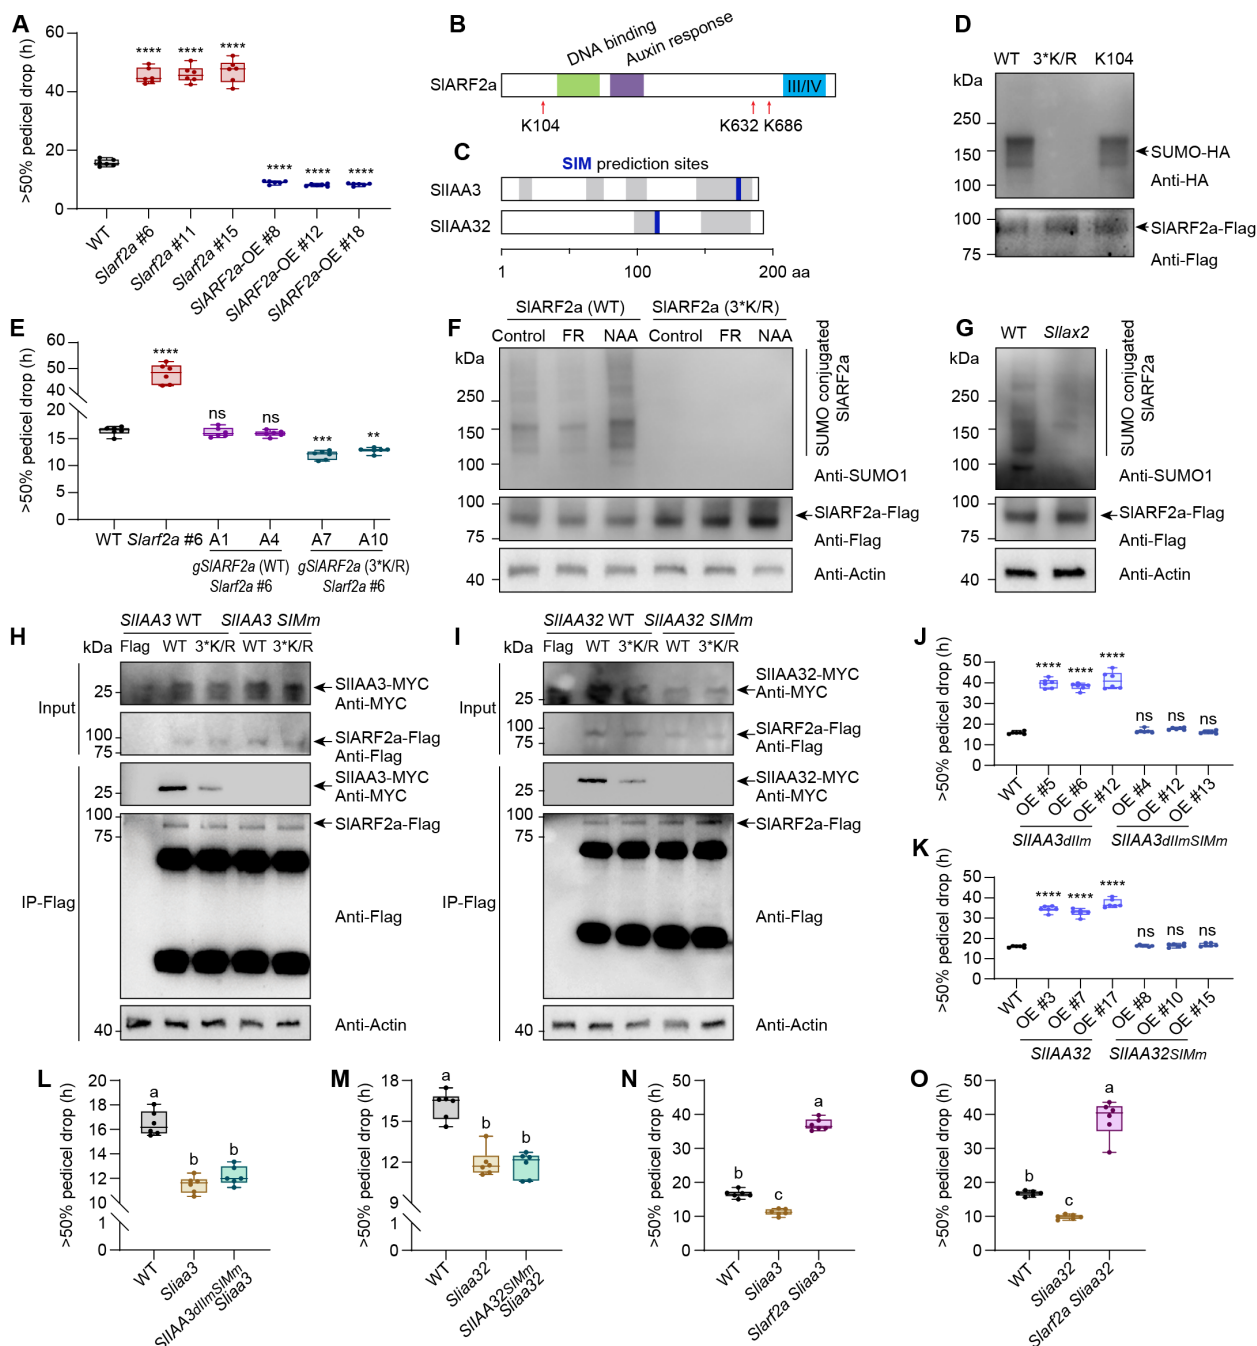 A
>50% pedicel drop (h)
60
40
20
0
**** **** ****
**** **** ****
WT
Slarf2a #6
Slarf2a #11
Slarf2a #15
SlARF2a-OE #8
SlARF2a-OE #12
SlARF2a-OE #18
B
DNA binding
Auxin response
SlARF2a
III/IV
K104
K632 K686
C
SIM prediction sites
SlIAA3
SlIAA32
1 100 200 aa
D
WT 3*K/R K104
kDa
250
150
100
SUMO-HA
Anti-HA
100
75
SlARF2a-Flag
Anti-Flag
E
>50% pedicel drop (h)
60
50
40
20
15
10
5
0
****
ns ns
*** **
WT Slarf2a #6 A1 A4 A7 A10
gSlARF2a (WT) gSlARF2a (3*K/R)
Slarf2a #6 Slarf2a #6
F
SlARF2a (WT) SlARF2a (3*K/R)
Control FR NAA Control FR NAA
kDa
250
150
100
SUMO conjugated
SlARF2a
Anti-SUMO1
100
75
SlARF2a-Flag
Anti-Flag
40
Anti-Actin
G
WT Sllax2
kDa
250
150
100
SUMO conjugated
SlARF2a
Anti-SUMO1
100
75
SlARF2a-Flag
Anti-Flag
40
Anti-Actin
H
SlIAA3 WT SlIAA3 SIMm
kDa Flag WT 3*K/R WT 3*K/R
Input
25
SlIAA3-MYC
Anti-MYC
100
75
SlARF2a-Flag
Anti-Flag
IP-Flag
25
SlIAA3-MYC
Anti-MYC
100
75
SlARF2a-Flag
Anti-Flag
40
Anti-Actin
I
SlIAA32 WT SlIAA32 SIMm
kDa Flag WT 3*K/R WT 3*K/R
Input
25
SlIAA32-MYC
Anti-MYC
100
75
SlARF2a-Flag
Anti-Flag
IP-Flag
25
SlIAA32-MYC
Anti-MYC
100
75
SlARF2a-Flag
Anti-Flag
40
Anti-Actin
J
>50% pedicel drop (h)
50
40
30
20
10
0
**** **** ****
ns ns ns
WT
OE #5
OE #6
OE #12
OE #4
OE #12
OE #13
SlIAA3dIIm SlIAA3dIImSIMm
K
>50% pedicel drop (h)
50
40
30
20
10
0
**** **** ****
ns ns ns
WT
OE #3
OE #7
OE #17
OE #8
OE #10
OE #15
SlIAA32 SlIAA32SIMm
L
>50% pedicel drop (h)
20
18
16
14
12
10
1
0
a
b b
WT
Sliaa3
SlIAA3dIImSIMm
Sliaa3
M
>50% pedicel drop (h)
18
15
12
9
1
0
a
b b
WT
Sliaa32
SlIAA32SIMm
Sliaa32
N
>50% pedicel drop (h)
50
40
30
20
10
0
b c a
WT
Sliaa3
Slarf2a Sliaa3
O
>50% pedicel drop (h)
50
40
30
20
10
0
b c a
WT
Sliaa32
Slarf2a Sliaa32